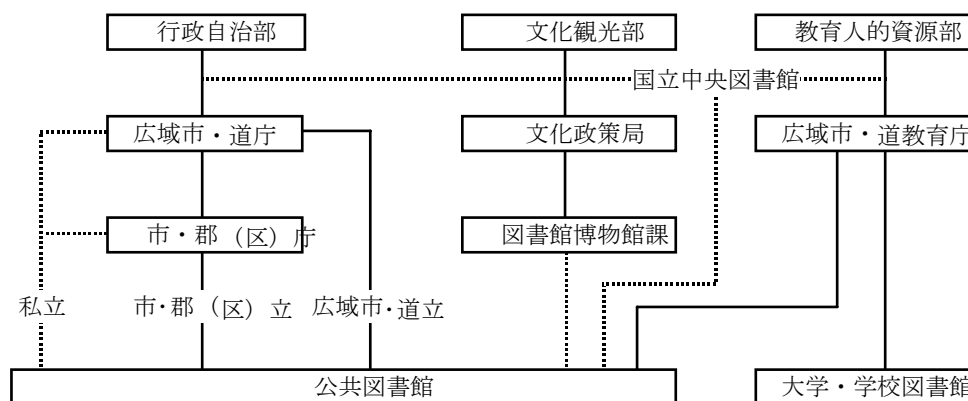 行政自治部 文化観光部 教育人的資源部
国立中央図書館
広域市・道庁 文化政策局 広域市・道教育庁
市・郡（区）庁 図書館博物館課
私立 市・郡（区）立 広域市・道立
公共図書館 大学・学校図書館